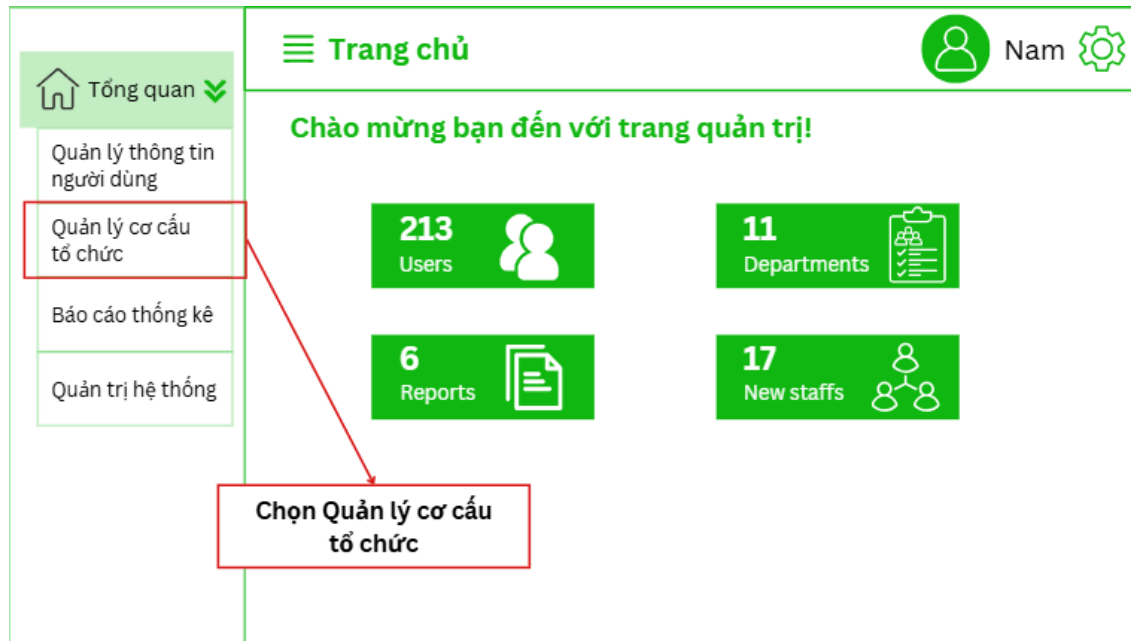 Trang chủ
Nam
Tổng quan
Chào mừng bạn đến với trang quản trị!
Quản lý thông tin
người dùng
Quản lý cơ cấu
tổ chức
Báo cáo thống kê
Quản trị hệ thống
213
Users
11
Departments
6
Reports
17
New staffs
Chọn Quản lý cơ cấu
tổ chức